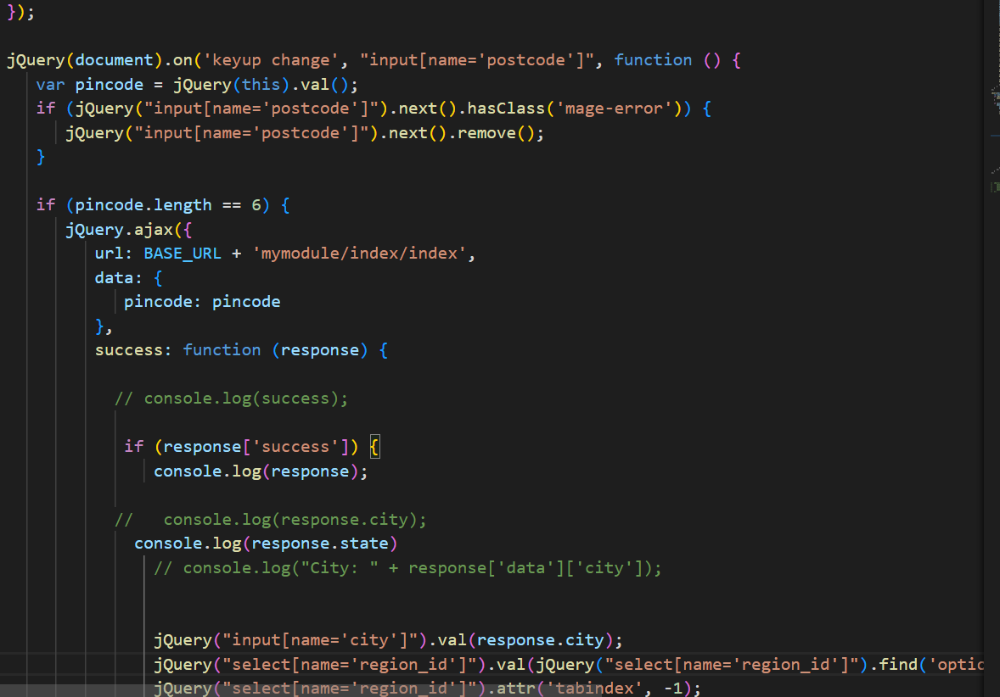 });
jQuery(document).on('keyup change', "input[name='postcode']", function () {
var pincode = jQuery(this).val();
if (jQuery("input[name='postcode']").next().hasClass('mage-error')) {
jQuery("input[name='postcode']").next().remove();
}
if (pincode.length == 6) {
jQuery.ajax({
url: BASE_URL + 'mymodule/index/index',
data: {
pincode: pincode
},
success: function (response) {
// console.log(success);
if (response['success']) {
console.log(response);
//   console.log(response.city);
console.log(response.state)
// console.log("City: " + response['data']['city']);
jQuery("input[name='city']").val(response.city);
jQuery("select[name='region_id']").val(jQuery("select[name='region_id']").find('optio
jQuery("select[name='region_id']").attr('tabindex', -1);